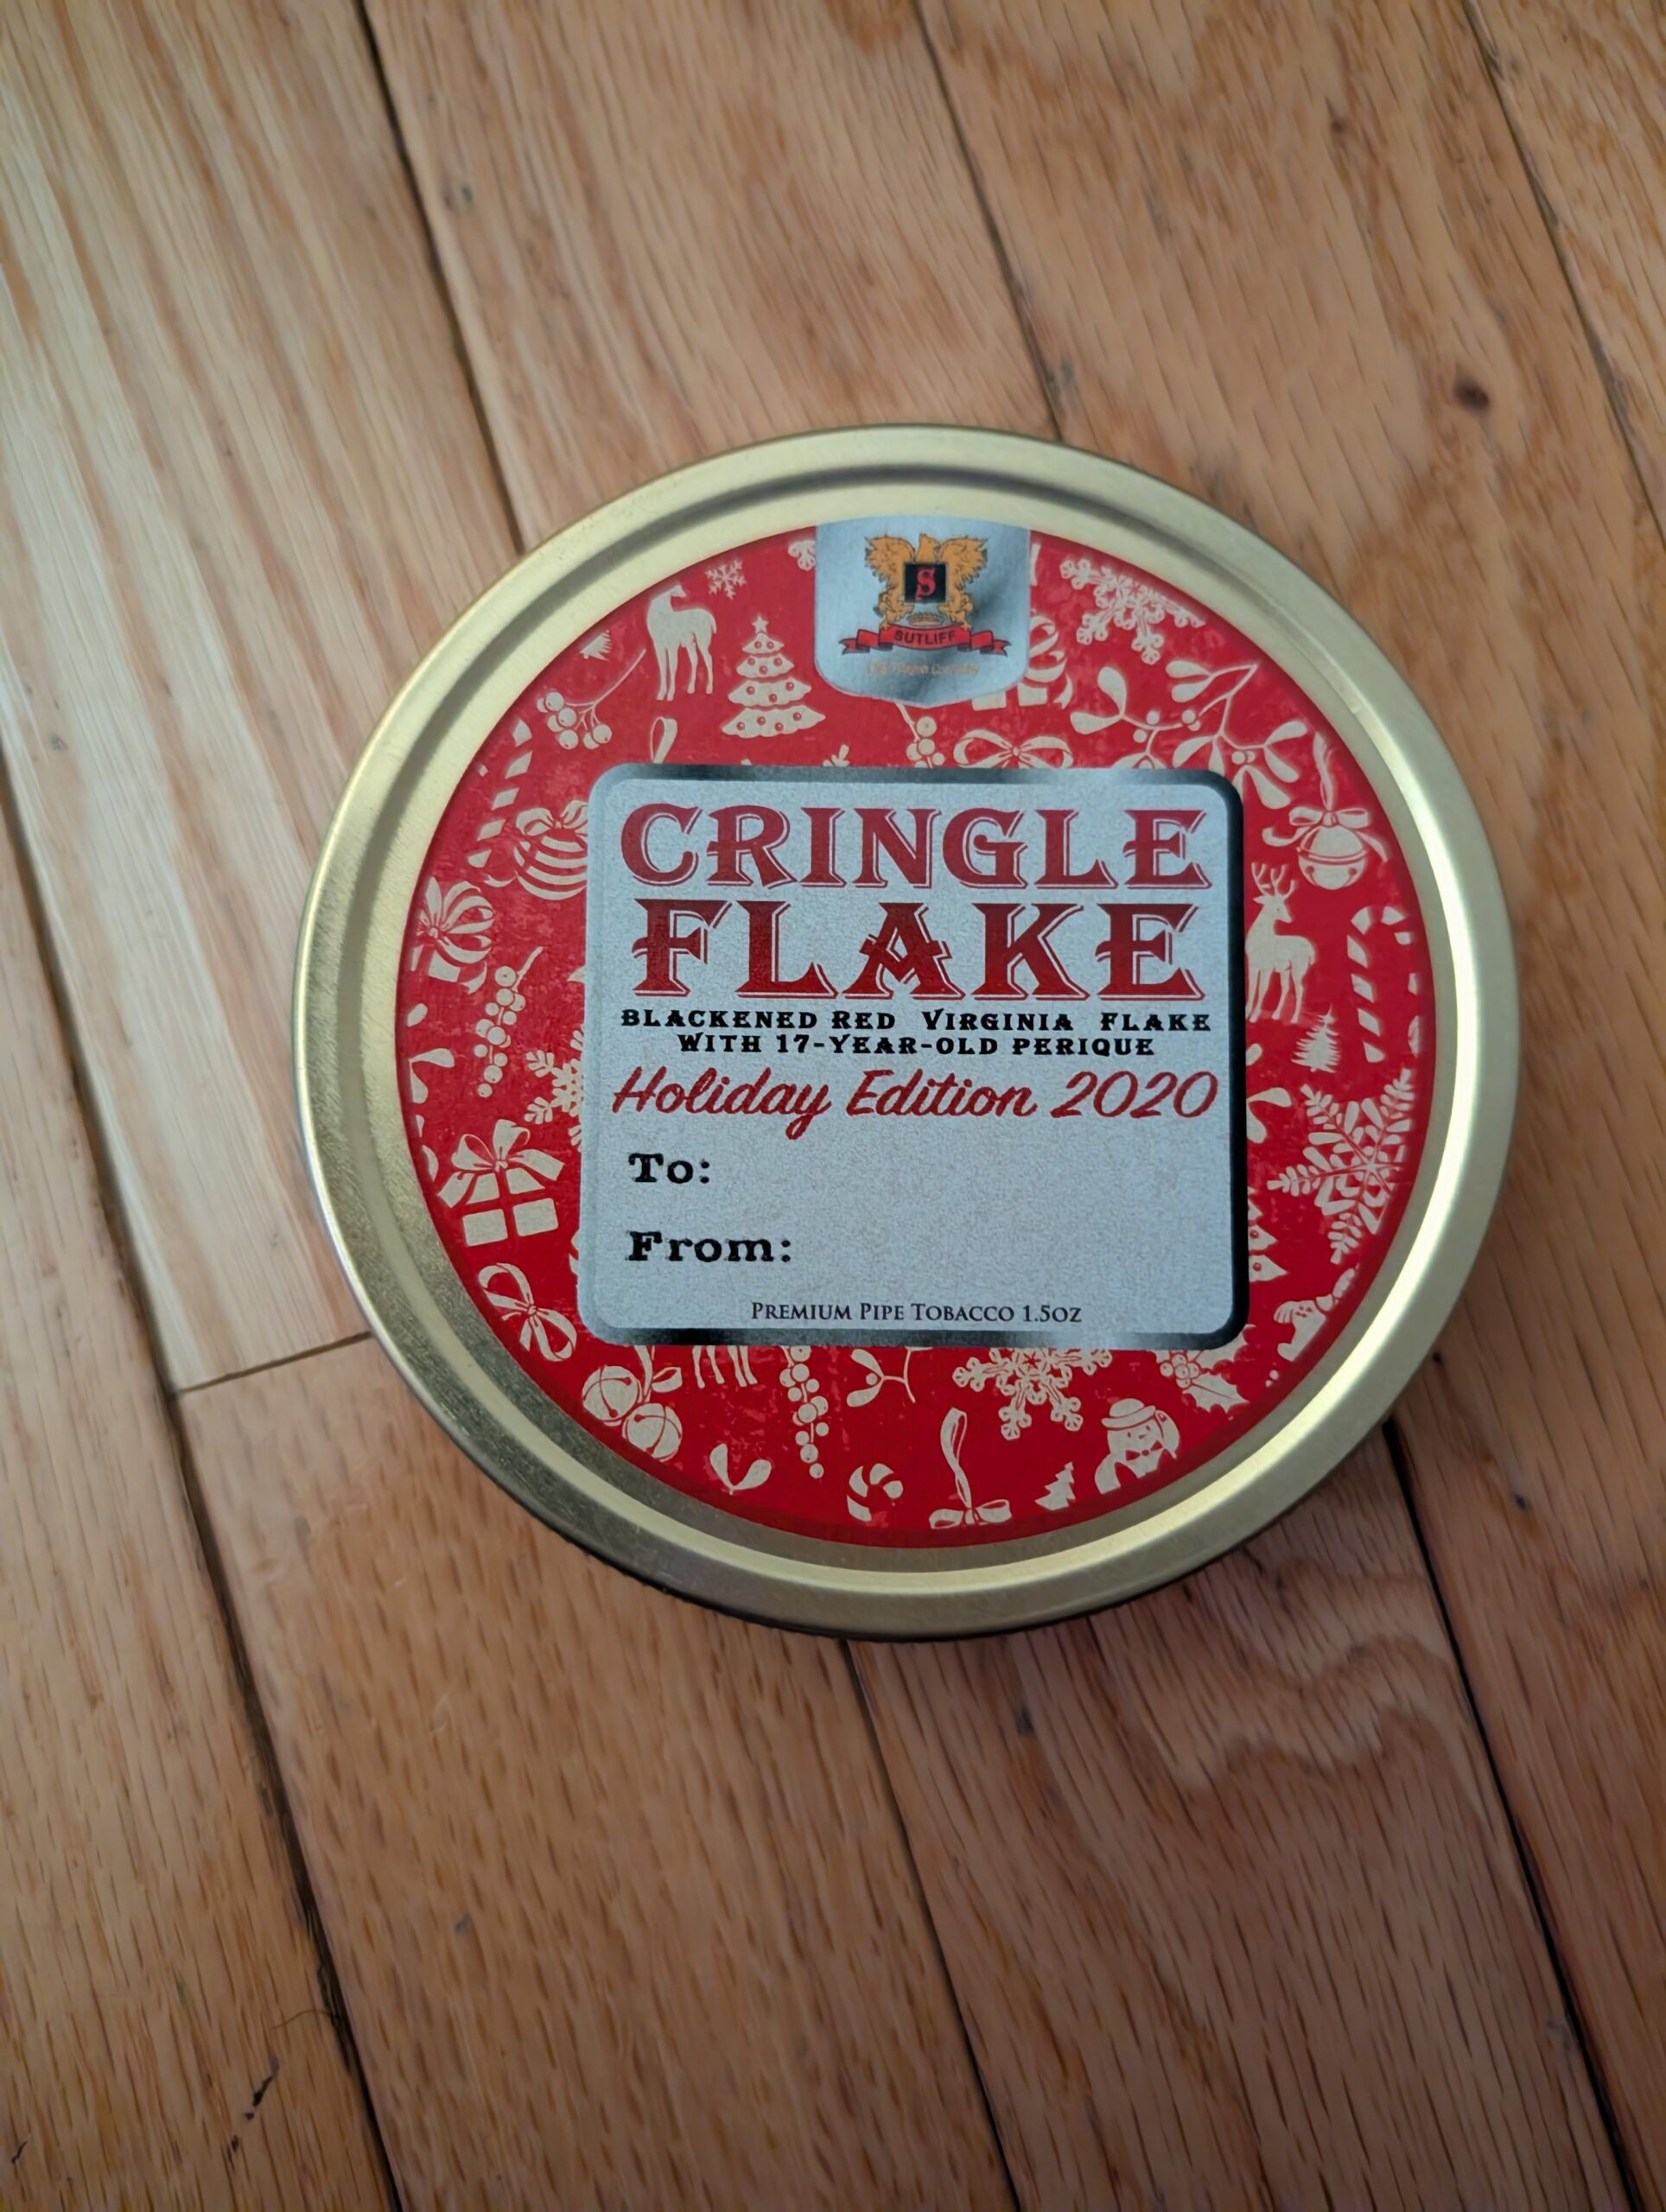 S
SUTLIFF
CRINGLE
FLAKE
BLACKENED RED VIRGINIA FLAKE
WITH 17-YEAR-OLD PERIQUE
Holiday Edition 2020
To:
From:
PREMIUM PIPE TOBACCO 1.5OZ